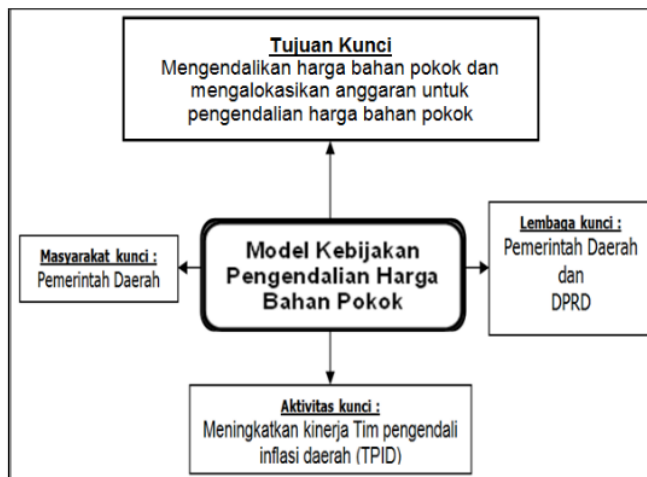 Tujuan Kunci
Mengendalikan harga bahan pokok dan
mengalokasikan anggaran untuk
pengendalian harga bahan pokok
Masyarakat kunci :
Pemerintah Daerah
Model Kebijakan
Pengendalian Harga
Bahan Pokok
Lembaga kunci :
Pemerintah Daerah
dan
DPRD
Aktivitas kunci :
Meningkatkan kinerja Tim pengendali
inflasi daerah (TPID)